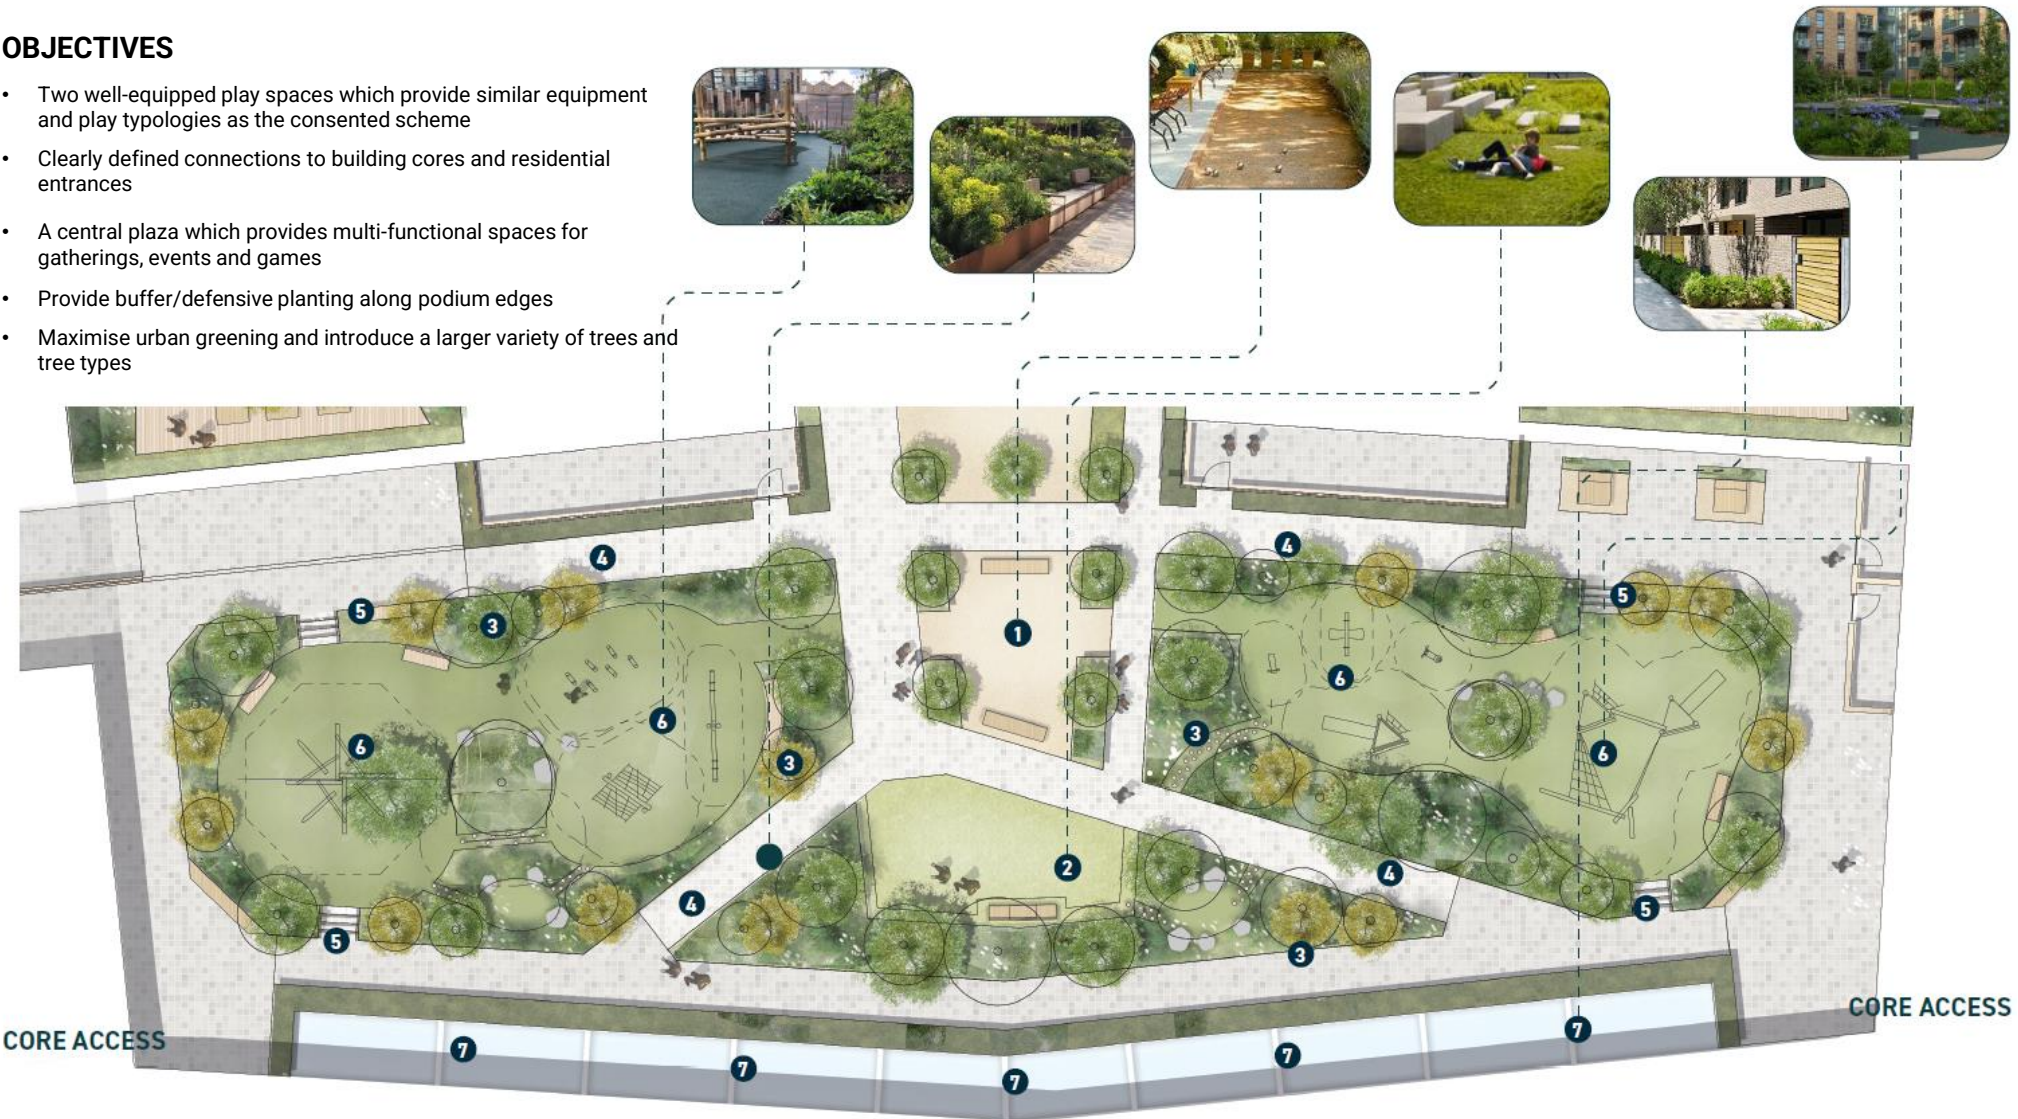 OBJECTIVES
• Two well-equipped play spaces which provide similar equipment
and play typologies as the consented scheme
• Clearly defined connections to building cores and residential
entrances
• A central plaza which provides multi-functional spaces for
gatherings, events and games
• Provide buffer/defensive planting along podium edges
• Maximise urban greening and introduce a larger variety of trees and
tree types
4
4
5
3
5
1
6
6
3
6
3
6
2
4
4
5
5
3
CORE ACCESS
CORE ACCESS
7
7
7
7
7